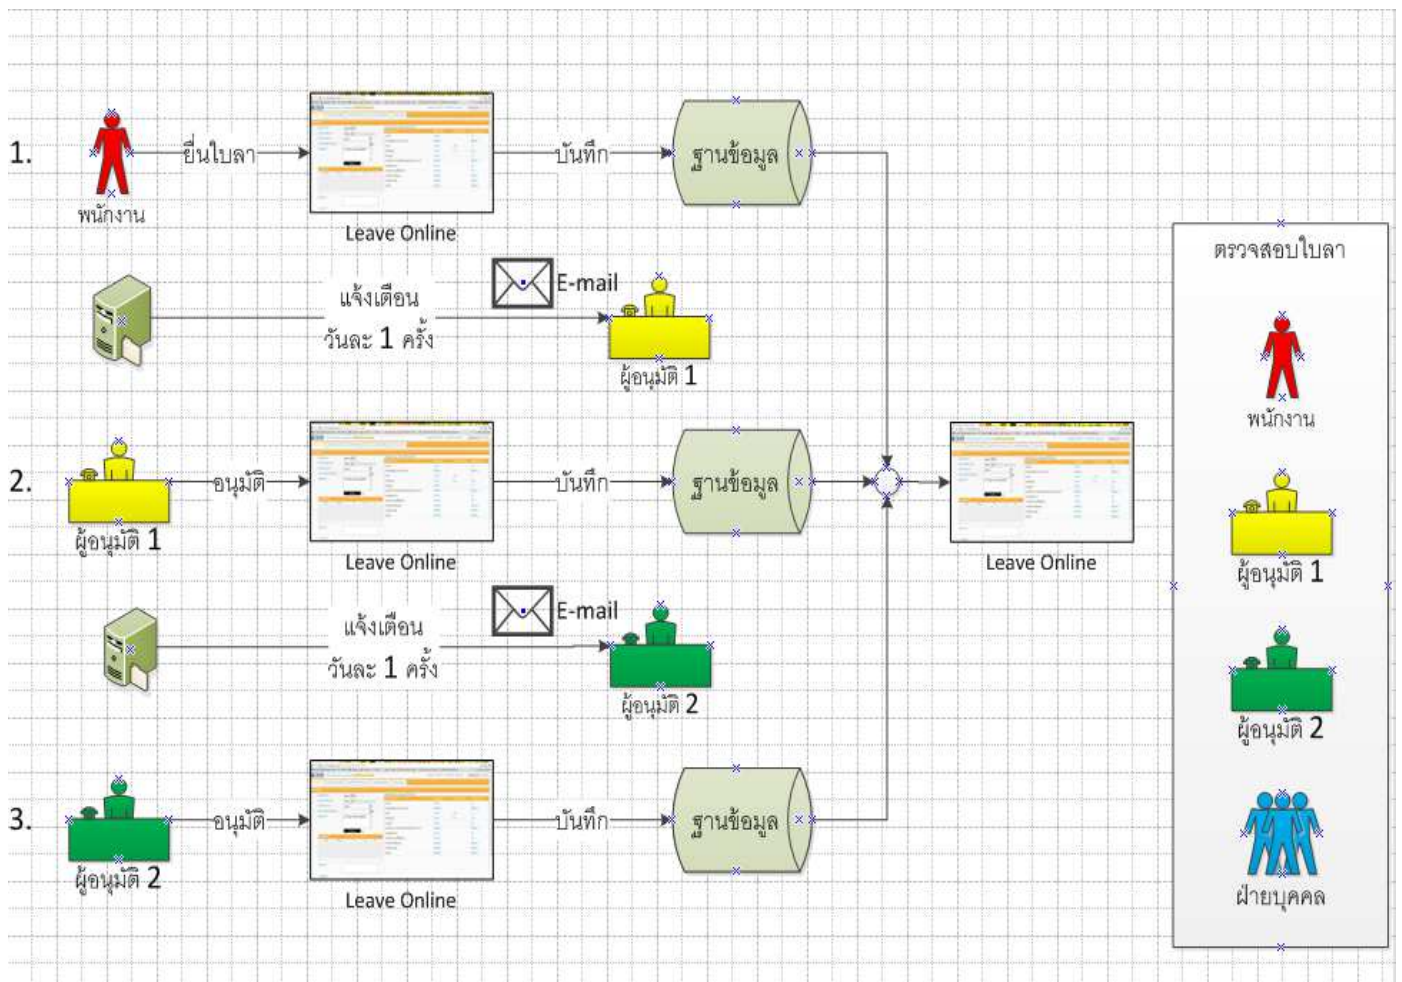 1.
ยื่นใบลา
บันทึก
ฐานข้อมูล
พนักงาน
Leave Online
ตรวจสอบใบลา
E-mail
แจ้งเตือน
วันละ 1 ครั้ง
ผู้อนุมัติ 1
พนักงาน
2.
อนุมัติ
บันทึก
ฐานข้อมูล
ผู้อนุมัติ 1
Leave Online
Leave Online
ผู้อนุมัติ 1
E-mail
แจ้งเตือน
วันละ 1 ครั้ง
ผู้อนุมัติ 2
ผู้อนุมัติ 2
3.
อนุมัติ
บันทึก
ฐานข้อมูล
ผู้อนุมัติ 2
Leave Online
ฝ่ายบุคคล